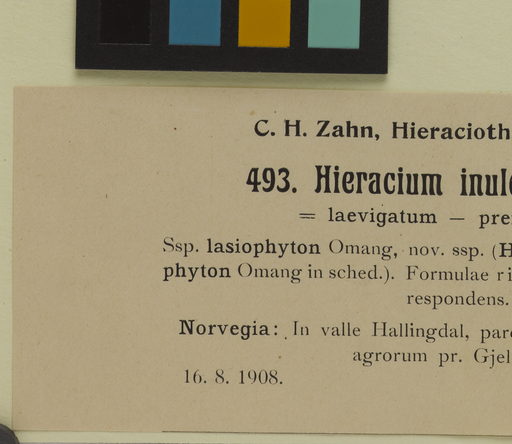 C. H. Zahn, Hieracioth
493. Hieracium inul
= laevigatum — pre
Ssp. lasiophyton Omang, nov. ssp. (H
phyton Omang in sched.). Formulae ri
respondens.
Norvegia: In valle Hallingdal, par
agrorum pr. Gjel
16. 8. 1908.